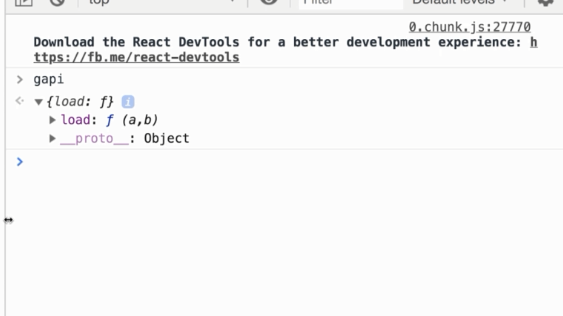 top
Filter
Default levels
0.chunk.js:27770
Download the React DevTools for a better development experience: h
ttps://fb.me/react-devtools
> gapi
<· ▼{load: ƒ} i
▶ load: ƒ (a,b)
▶ __proto__: Object
>